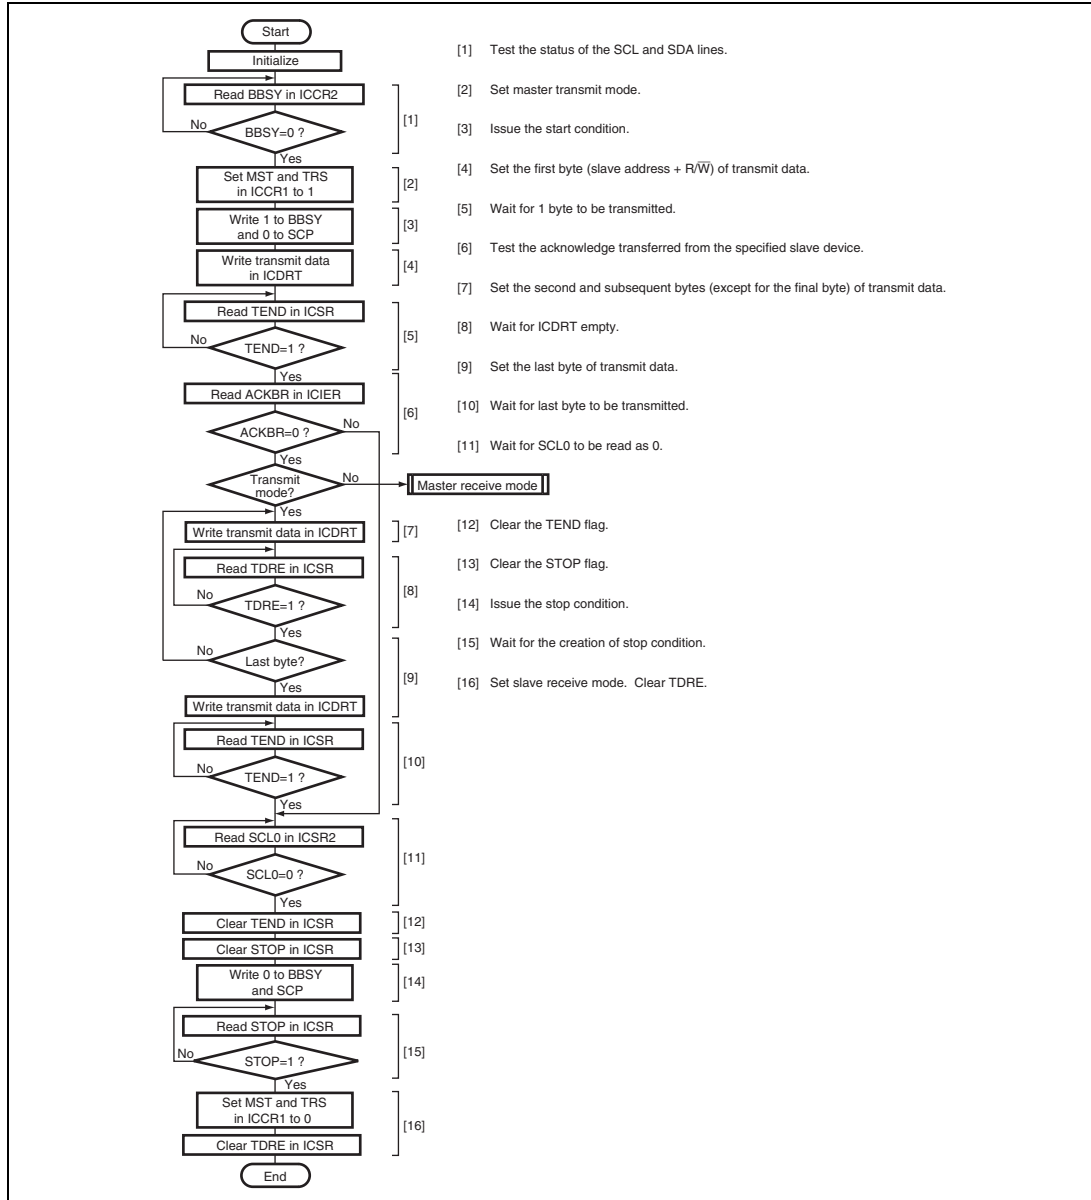 Start
Initialize
Read BBSY in ICCR2
BBSY=0 ?
No
Yes
[1]
Set MST and TRS
in ICCR1 to 1
[2]
Write 1 to BBSY
and 0 to SCP
[3]
Write transmit data
in ICDRT
[4]
Read TEND in ICSR
TEND=1 ?
No
Yes
[5]
Read ACKBR in ICIER
ACKBR=0 ?
No
Yes
[6]
Transmit
mode?
No
Master receive mode
Yes
Write transmit data in ICDRT
[7]
Read TDRE in ICSR
TDRE=1 ?
No
Yes
[8]
Last byte?
No
Yes
[9]
Write transmit data in ICDRT
Read TEND in ICSR
TEND=1 ?
No
Yes
[10]
Read SCL0 in ICSR2
SCL0=0 ?
No
Yes
[11]
Clear TEND in ICSR
[12]
Clear STOP in ICSR
[13]
Write 0 to BBSY
and SCP
[14]
Read STOP in ICSR
STOP=1 ?
No
Yes
[15]
Set MST and TRS
in ICCR1 to 0
[16]
Clear TDRE in ICSR
End
[1] Test the status of the SCL and SDA lines.
[2] Set master transmit mode.
[3] Issue the start condition.
[4] Set the first byte (slave address + R/W̅) of transmit data.
[5] Wait for 1 byte to be transmitted.
[6] Test the acknowledge transferred from the specified slave device.
[7] Set the second and subsequent bytes (except for the final byte) of transmit data.
[8] Wait for ICDRT empty.
[9] Set the last byte of transmit data.
[10] Wait for last byte to be transmitted.
[11] Wait for SCL0 to be read as 0.
[12] Clear the TEND flag.
[13] Clear the STOP flag.
[14] Issue the stop condition.
[15] Wait for the creation of stop condition.
[16] Set slave receive mode. Clear TDRE.